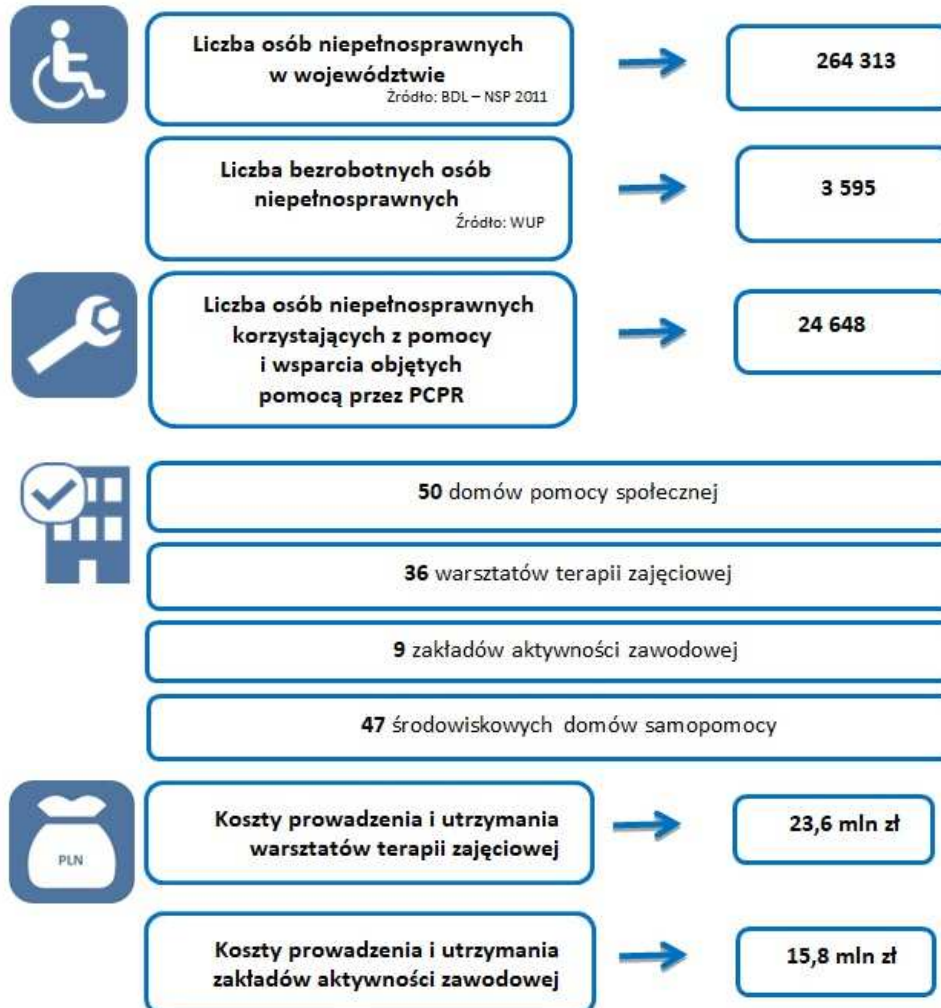 Liczba osób niepełnosprawnych
w województwie
Źródło: BDL – NSP 2011
264 313
Liczba bezrobotnych osób
niepełnosprawnych
Źródło: WUP
3 595
Liczba osób niepełnosprawnych
korzystających z pomocy
i wsparcia objętych
pomocą przez PCPR
24 648
50 domów pomocy społecznej
36 warsztatów terapii zajęciowej
9 zakładów aktywności zawodowej
47 środowiskowych domów samopomocy
PLN
Koszty prowadzenia i utrzymania
warsztatów terapii zajęciowej
23,6 mln zł
Koszty prowadzenia i utrzymania
zakładów aktywności zawodowej
15,8 mln zł